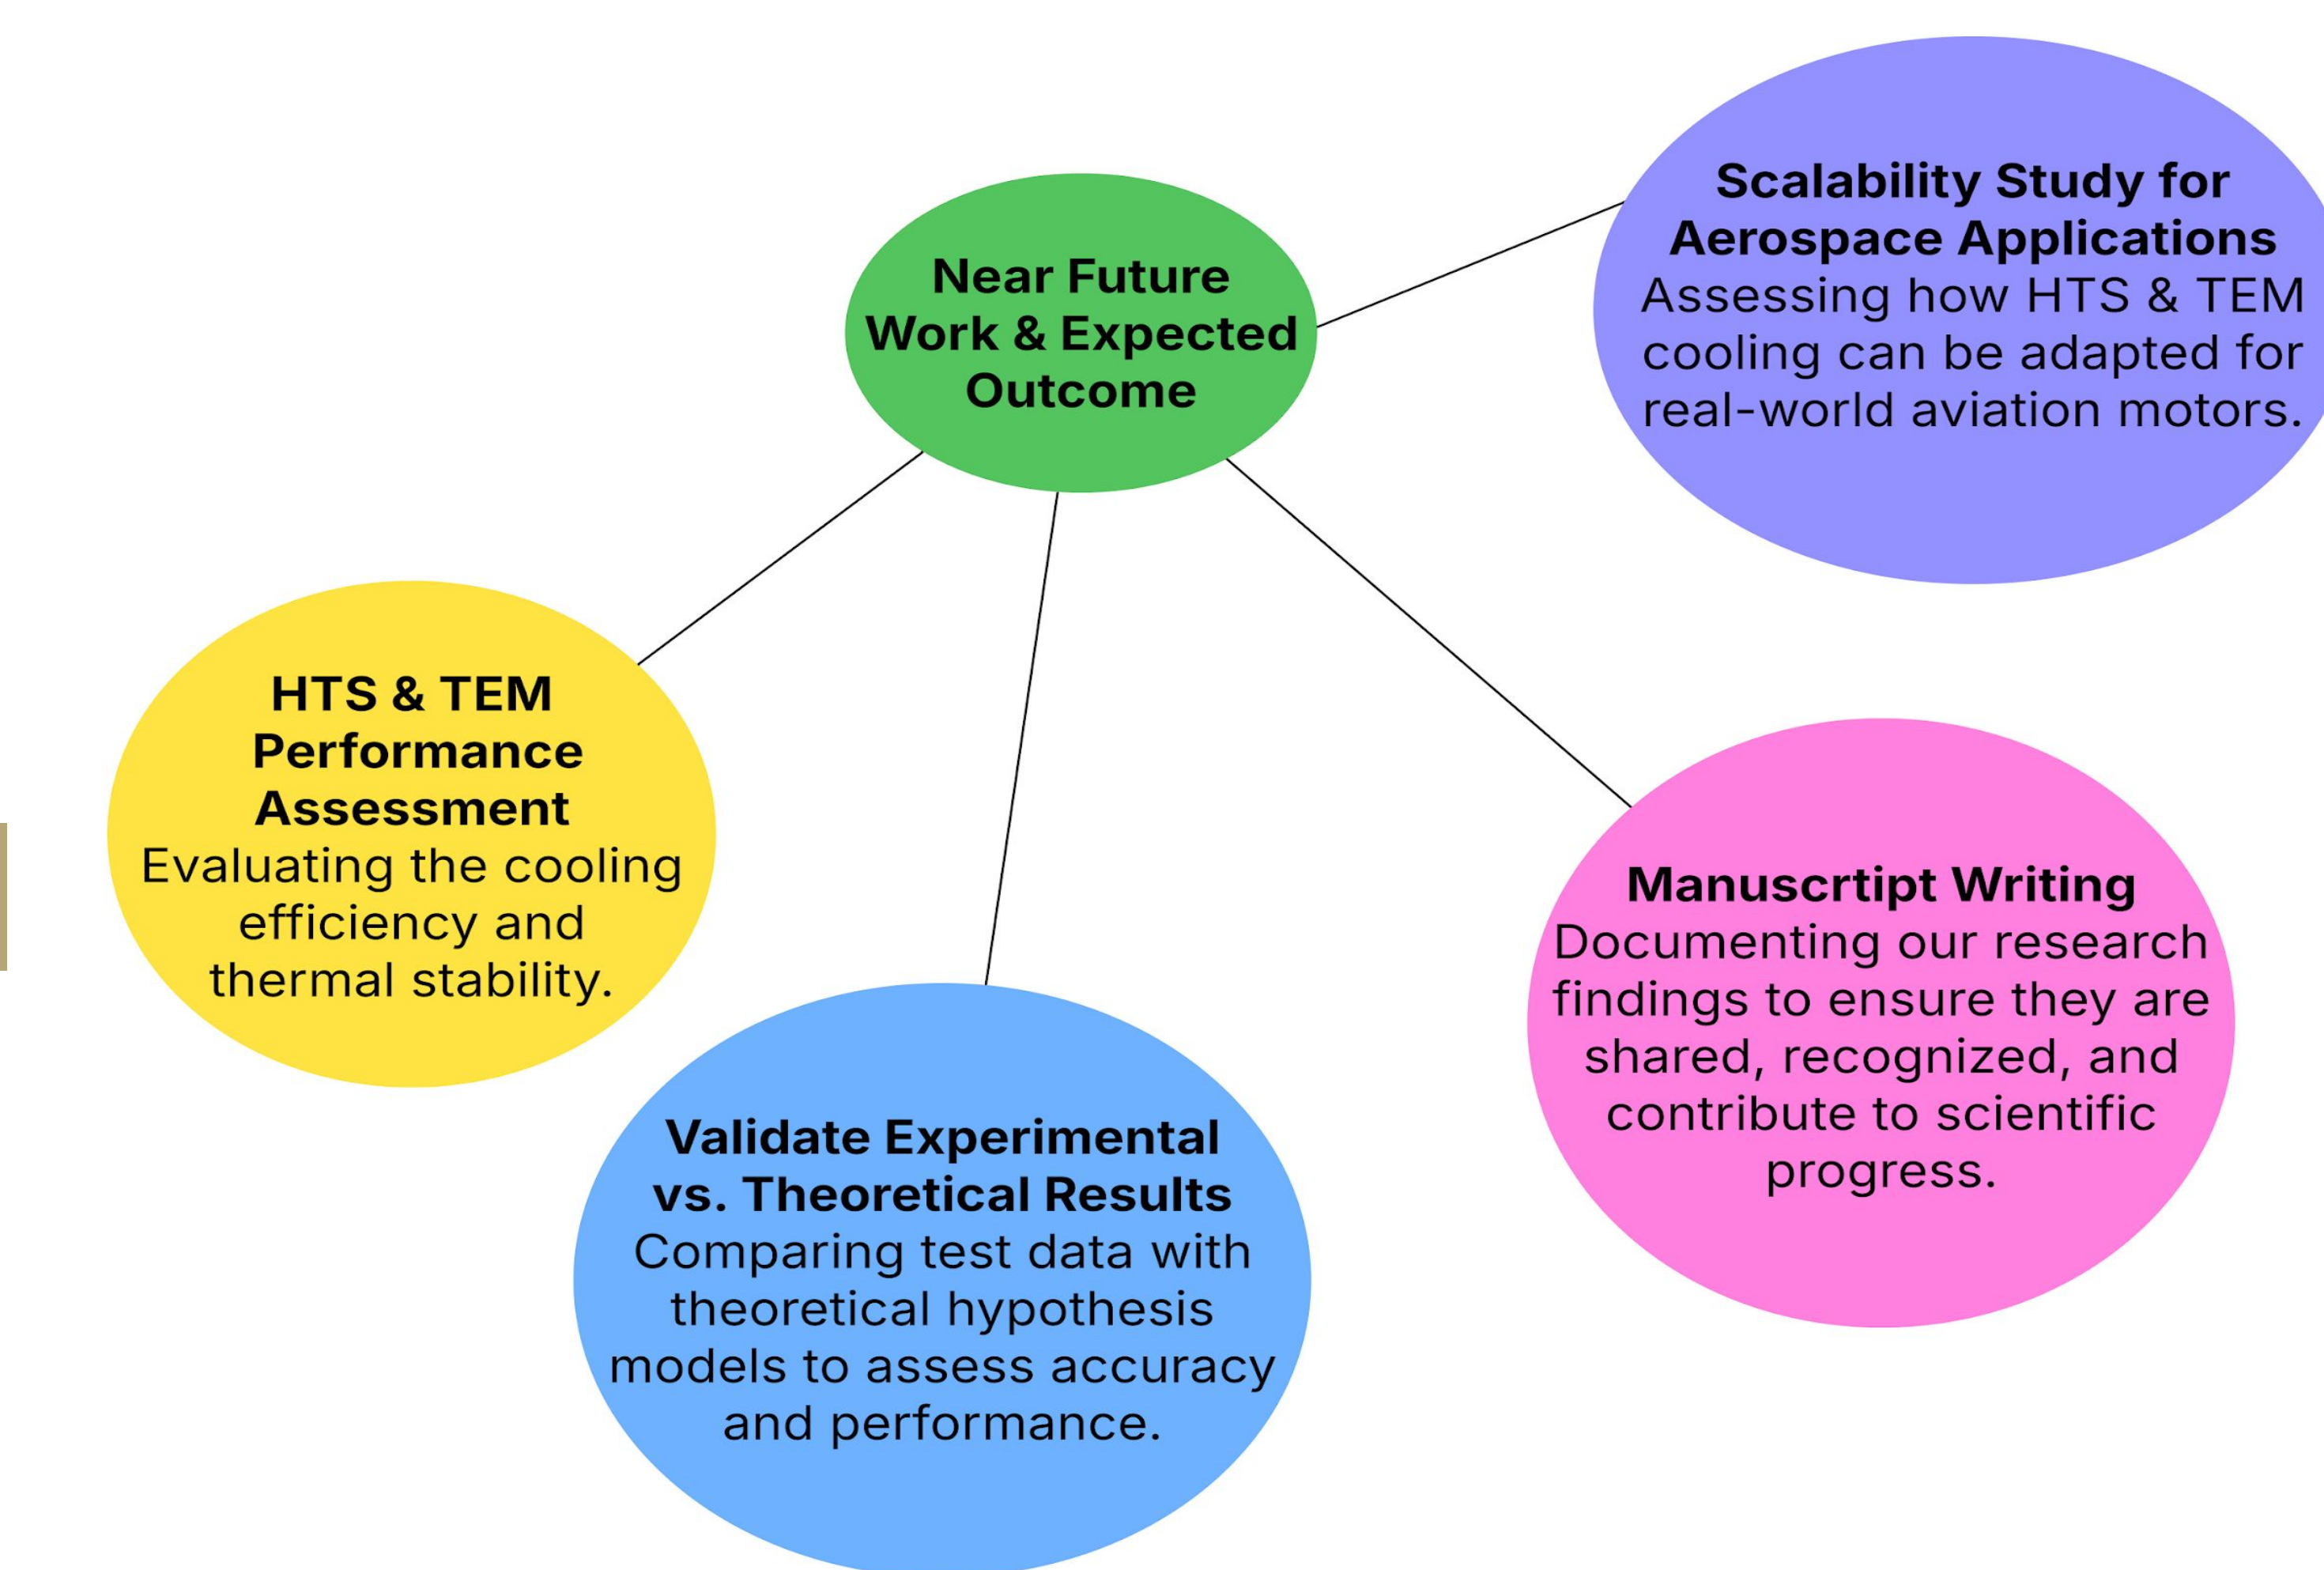 Near Future
Work & Expected
Outcome
Scalability Study for
Aerospace Applications
Assessing how HTS & TEM
cooling can be adapted for
real-world aviation motors.
HTS & TEM
Performance
Assessment
Evaluating the cooling
efficiency and
thermal stability.
Validate Experimental
vs. Theoretical Results
Comparing test data with
theoretical hypothesis
models to assess accuracy
and performance.
Manuscrtipt Writing
Documenting our research
findings to ensure they are
shared, recognized, and
contribute to scientific
progress.